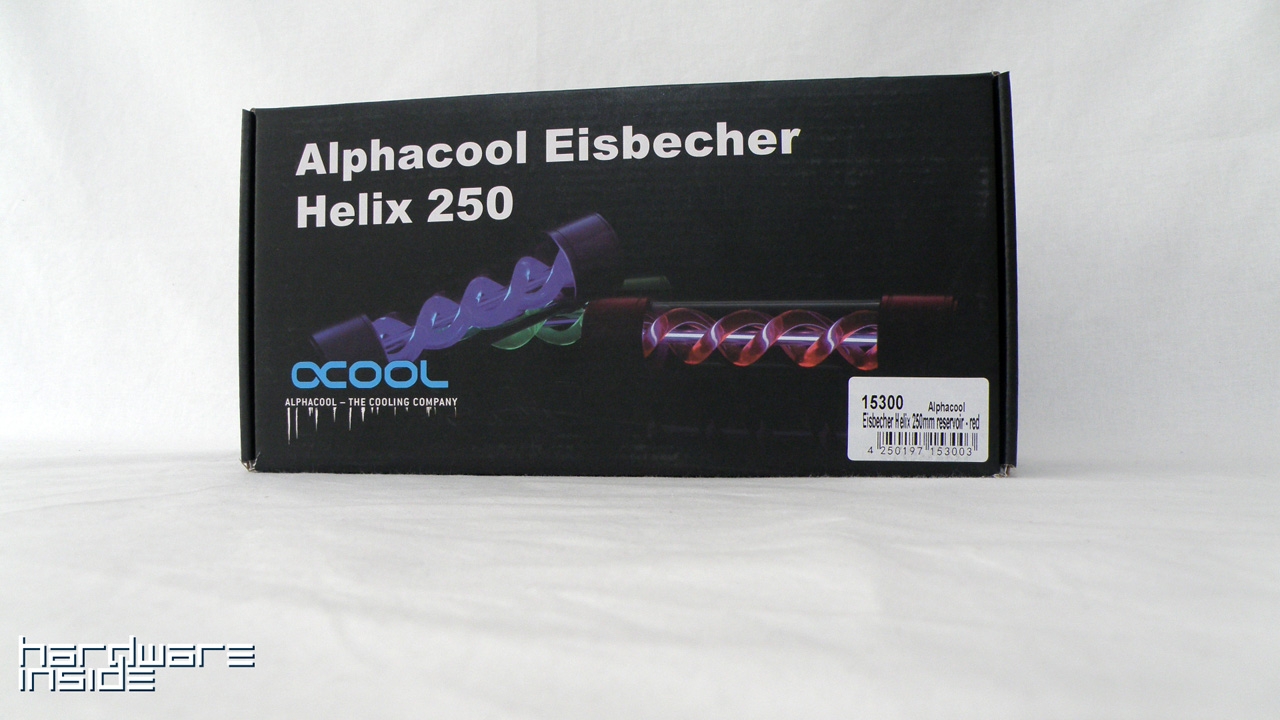 Alphacool Eisbecher
Helix 250
COOL
ALPHACOOL – THE COOLING COMPANY
15300 Alphacool
Eisbecher Helix 250mm reservoir - red
4 250197 153003
hardware
inside